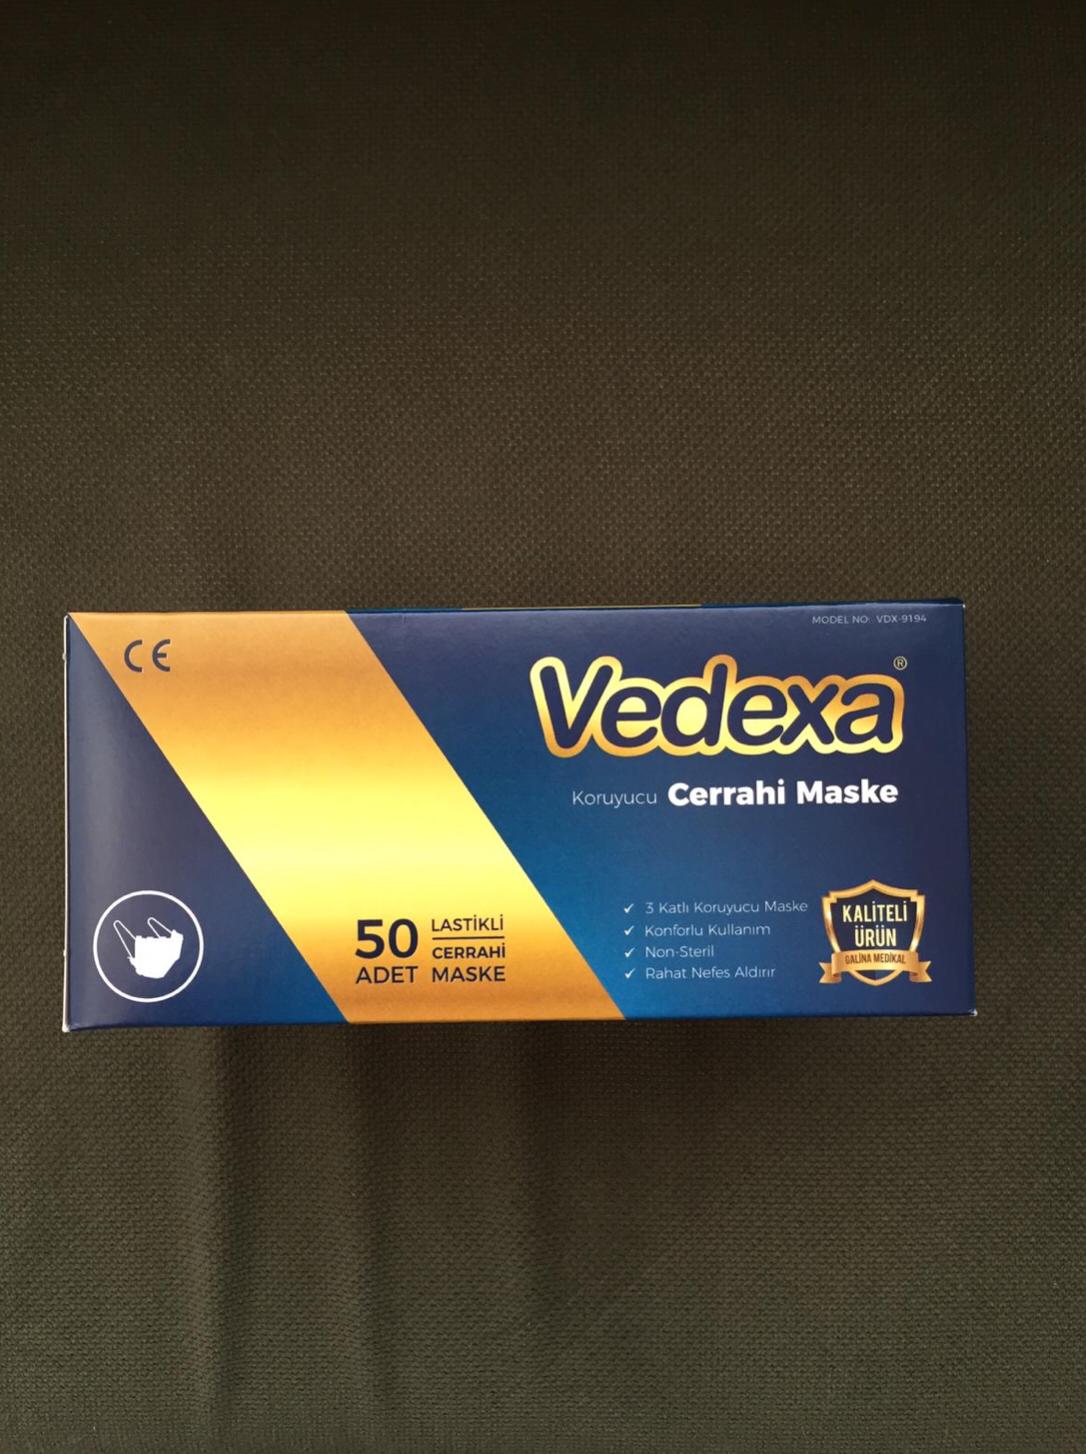 CE
MODEL NO: VDX-9194
Vedexa®
Koruyucu Cerrahi Maske
50 ADET
LASTİKLİ
CERRAHİ
MASKE
✓ 3 Katlı Koruyucu Maske
✓ Konforlu Kullanım
✓ Non-Steril
✓ Rahat Nefes Aldırır
KALİTELİ
ÜRÜN
GALİNA MEDİKAL